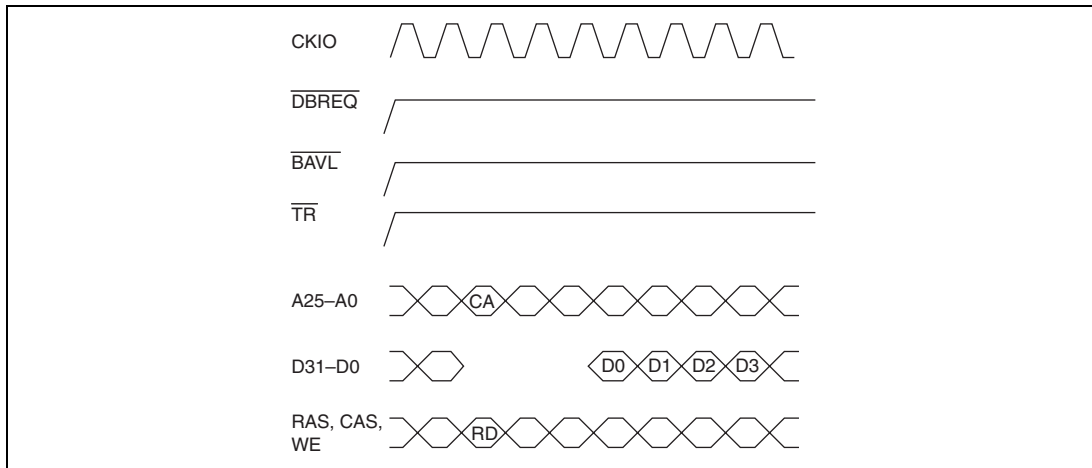 CKIO
DBREQ
BAVL
TR
A25–A0 CA
D31–D0 D0 D1 D2 D3
RAS, CAS,
WE RD